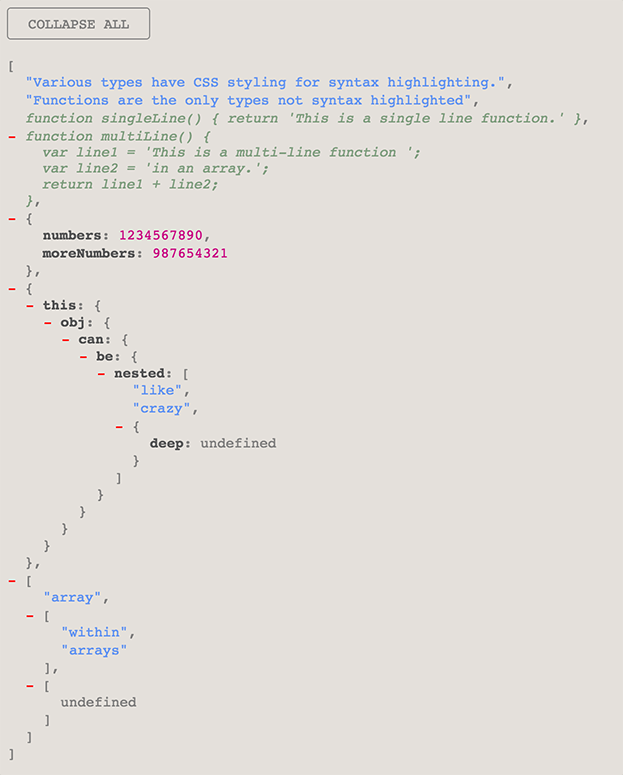 COLLAPSE ALL
[
"Various types have CSS styling for syntax highlighting.",
"Functions are the only types not syntax highlighted",
function singleLine() { return 'This is a single line function.' },
- function multiLine() {
var line1 = 'This is a multi-line function ';
var line2 = 'in an array.';
return line1 + line2;
},
- {
numbers: 1234567890,
moreNumbers: 987654321
},
- {
- this: {
- obj: {
- can: {
- be: {
- nested: [
"like",
"crazy",
- {
deep: undefined
}
]
}
}
}
}
},
- [
"array",
- [
"within",
"arrays"
],
- [
undefined
]
]
]